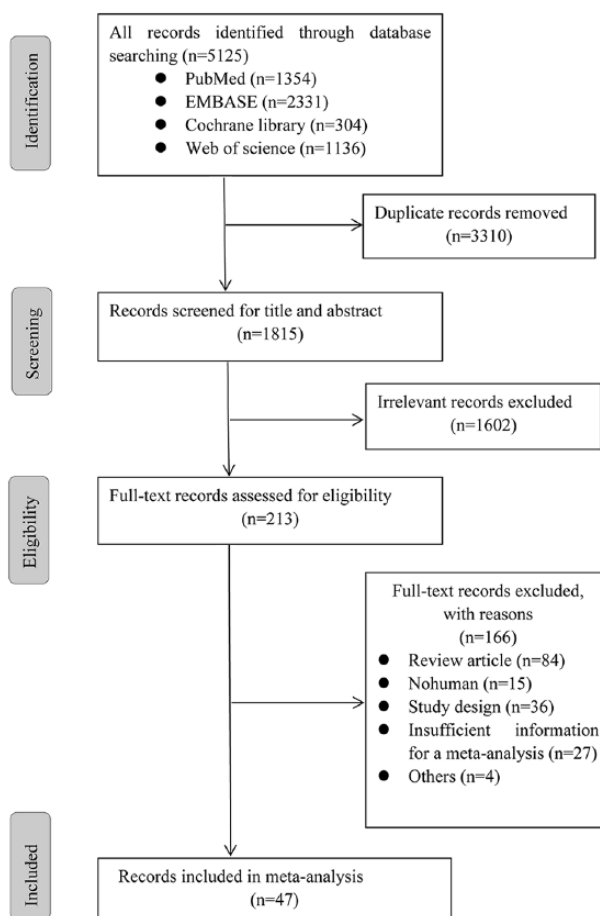 Identification
All records identified through database
searching (n=5125)
● PubMed (n=1354)
● EMBASE (n=2331)
● Cochrane library (n=304)
● Web of science (n=1136)
Duplicate records removed
(n=3310)
Screening
Records screened for title and abstract
(n=1815)
Irrelevant records excluded
(n=1602)
Eligibility
Full-text records assessed for eligibility
(n=213)
Full-text records excluded,
with reasons
(n=166)
● Review article (n=84)
● Nohuman (n=15)
● Study design (n=36)
● Insufficient information
for a meta-analysis (n=27)
● Others (n=4)
Included
Records included in meta-analysis
(n=47)